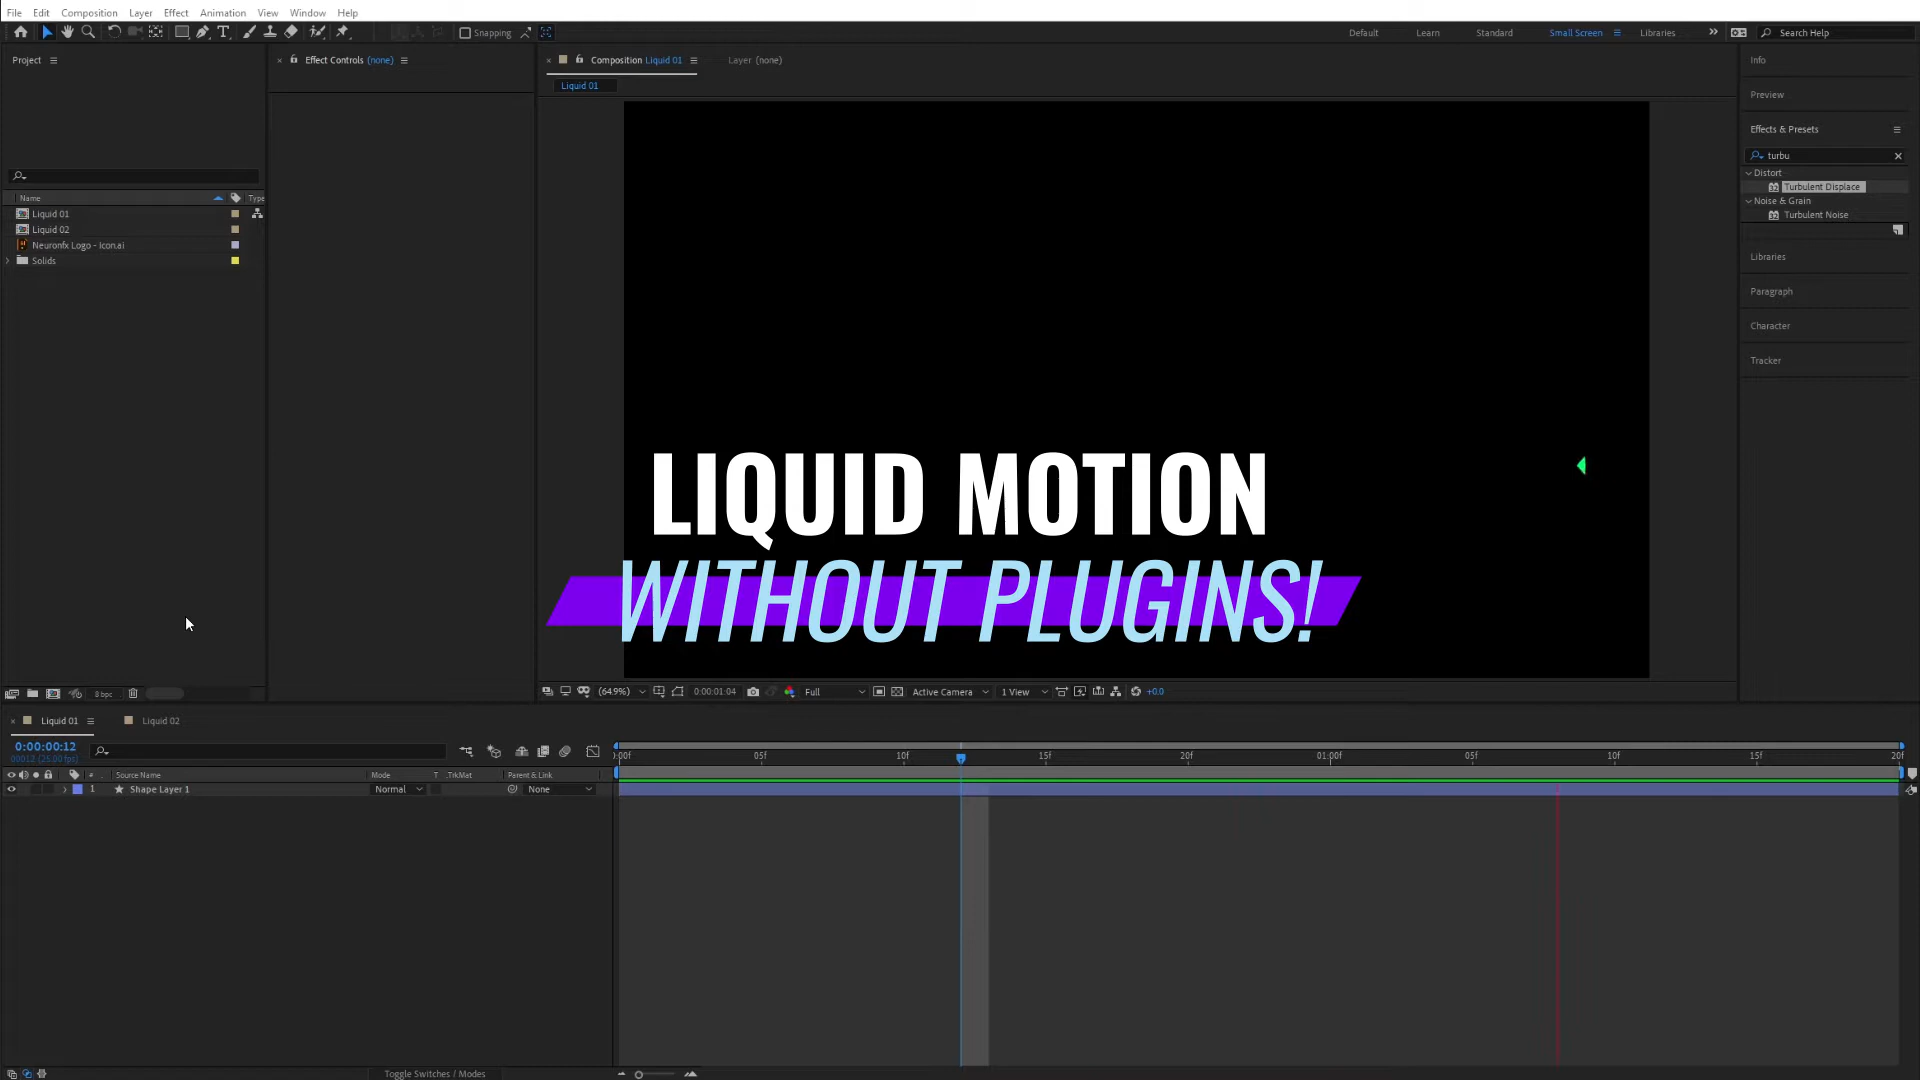 File Edit Composition Layer Effect Animation View Window Help
Snapping
Default Learn Standard Small Screen Libraries Search Help
Project
Effect Controls (none)
Composition Liquid 01
Layer (none)
Liquid 01
Name Type
Liquid 01
Liquid 02
Neuronfx Logo - Icon.ai
Solids
LIQUID MOTION
WITHOUT PLUGINS!
Info
Preview
Effects & Presets
turbu
Distort
Turbulent Displace
Noise & Grain
Turbulent Noise
Libraries
Paragraph
Character
Tracker
8 bpc
(64.9%) 0:00:01:04 Full Active Camera 1 View +0.0
Liquid 01 Liquid 02
0:00:00:12
00012 (25.00 fps)
# Source Name Mode T .TrkMat Parent & Link
1 Shape Layer 1 Normal None
:00f 05f 10f 15f 20f 01:00f 05f 10f 15f 20f
Toggle Switches / Modes